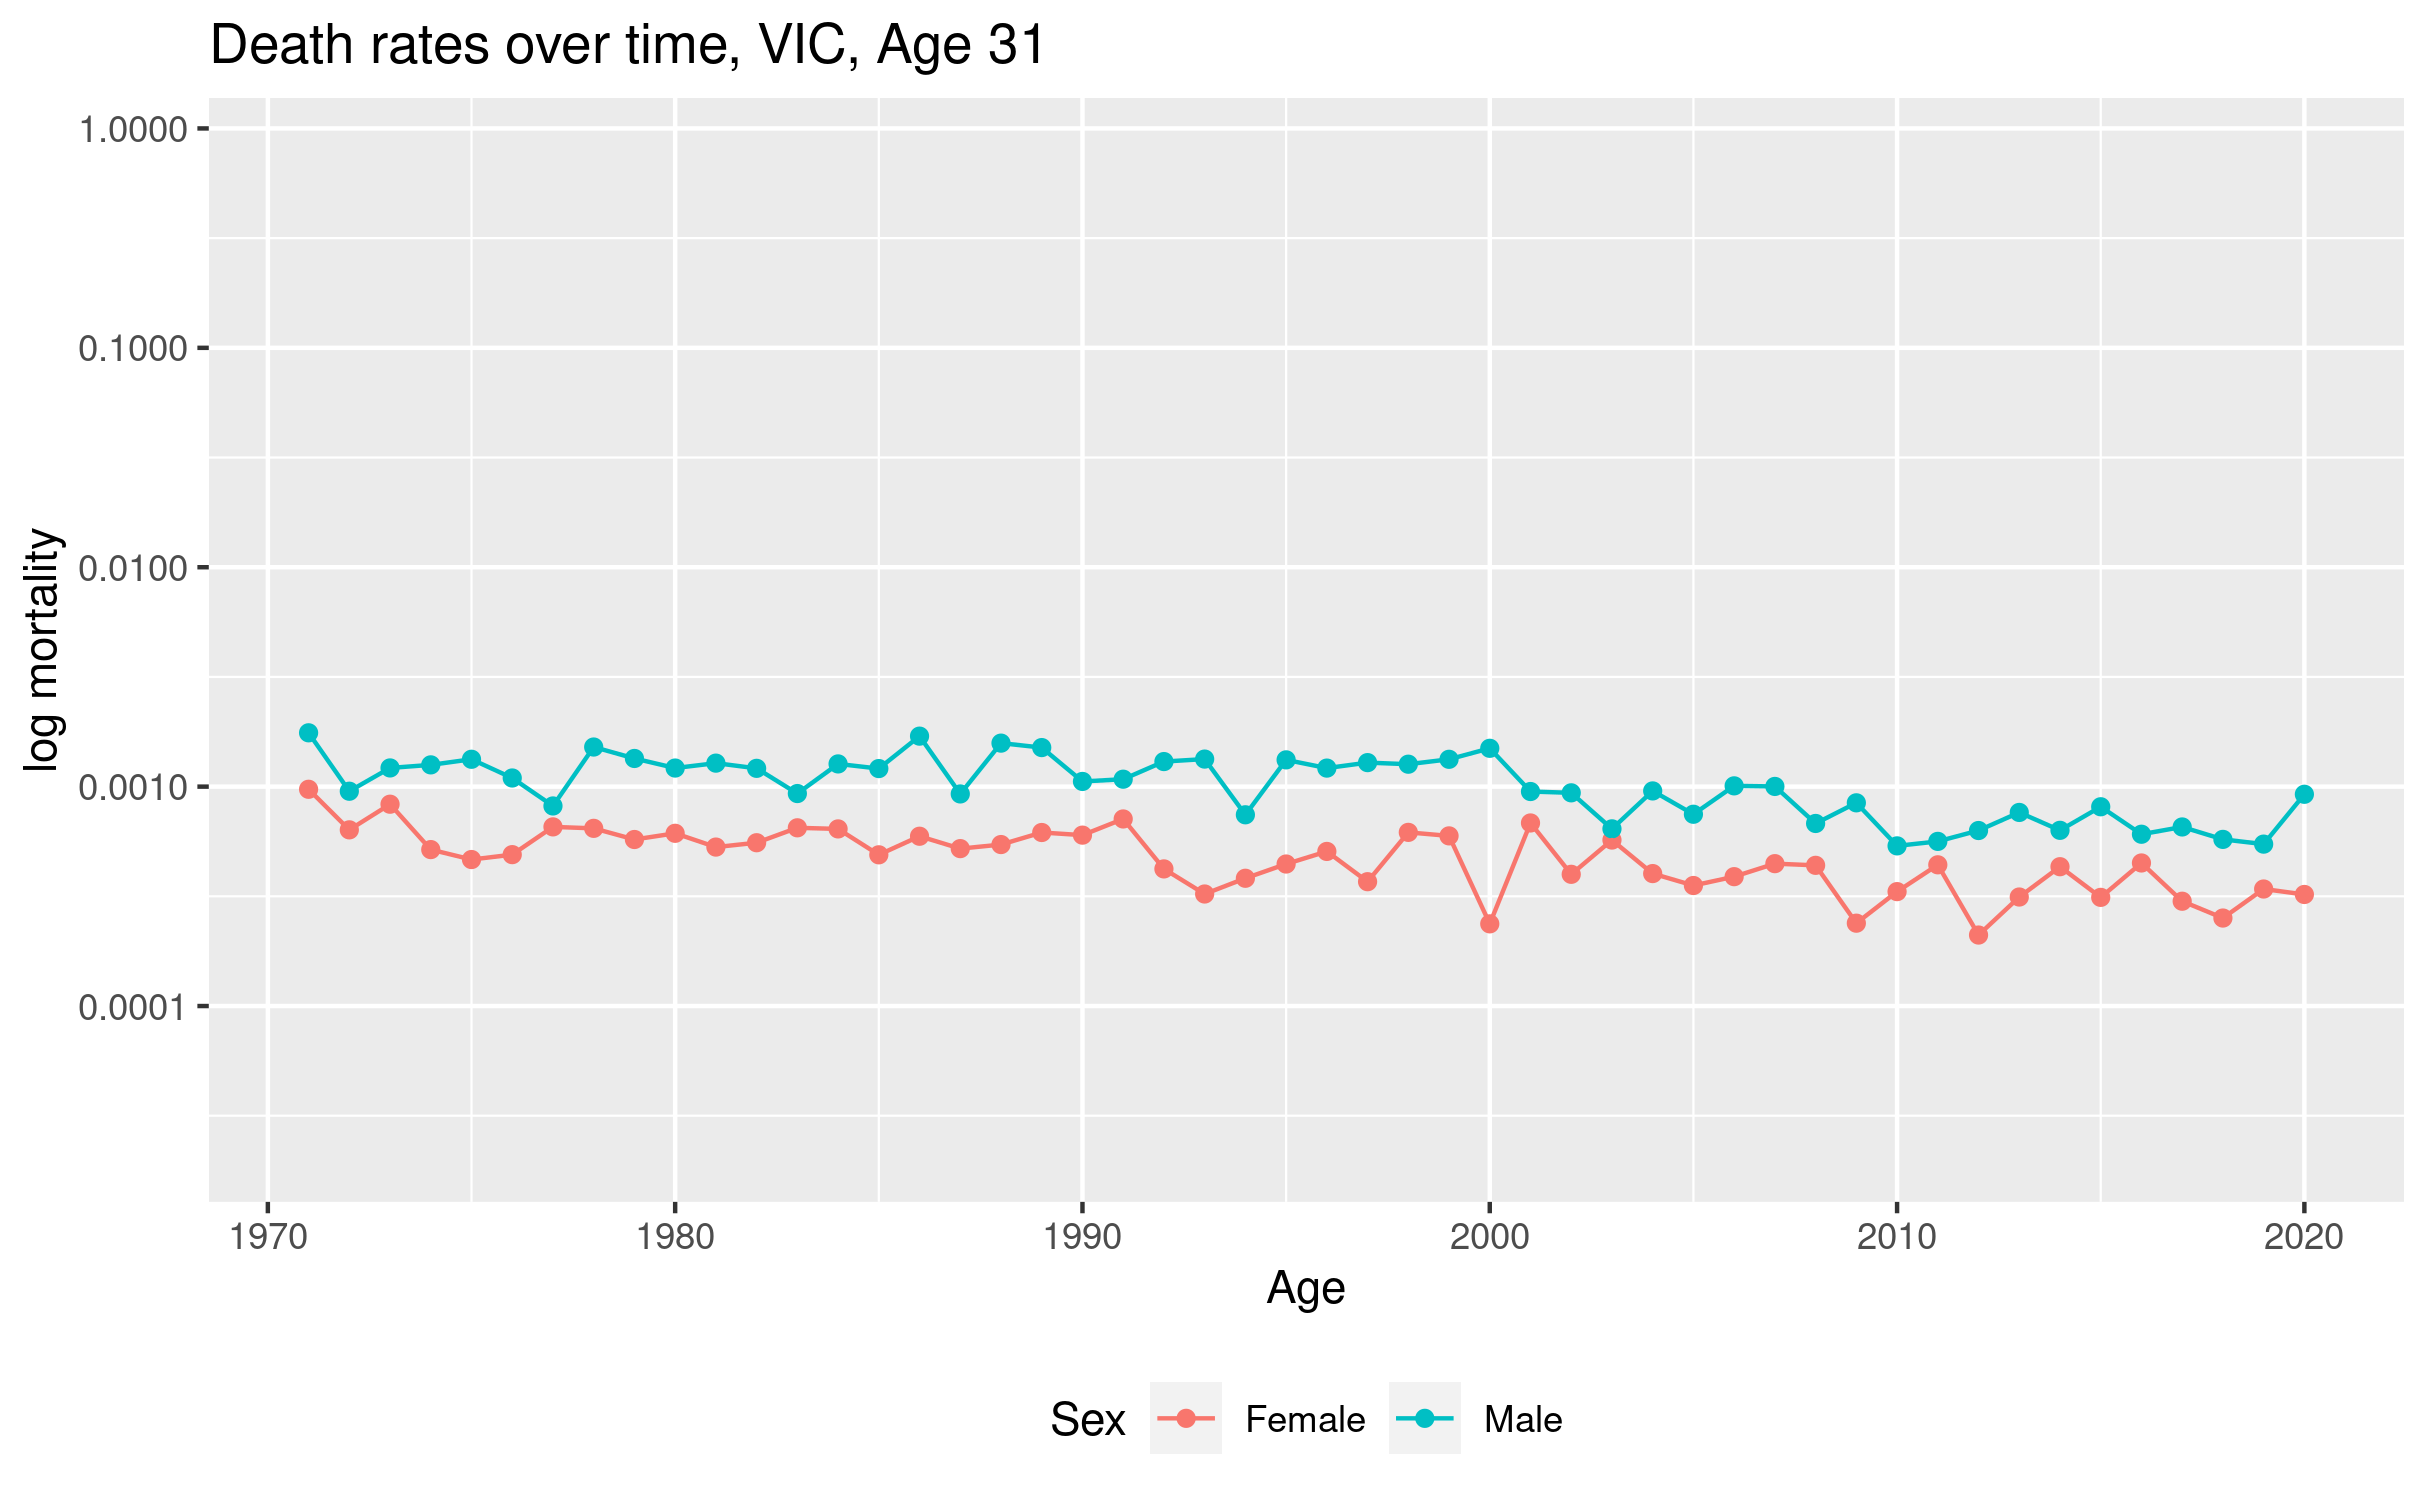 Death rates over time, VIC, Age 31
1.0000
0.1000
0.0100
0.0010
0.0001
log mortality
1970 1980 1990 2000 2010 2020
Age
Sex Female Male